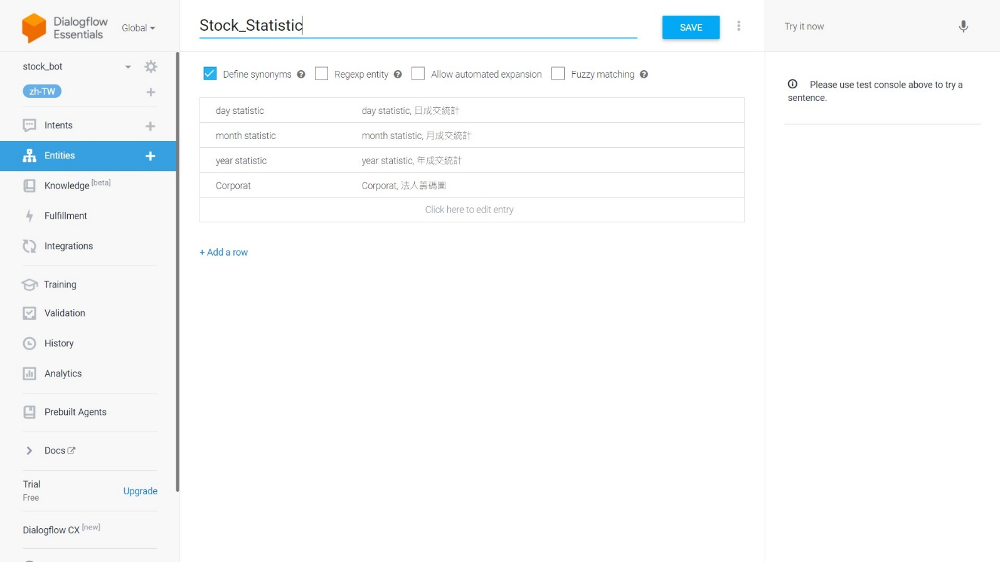 Dialogflow
Essentials
Global
stock_bot
zh-TW
Intents
Entities
Knowledge [beta]
Fulfillment
Integrations
Training
Validation
History
Analytics
Prebuilt Agents
Docs
Trial
Free
Upgrade
Dialogflow CX [new]
Stock_Statistic
SAVE
Define synonyms
Regexp entity
Allow automated expansion
Fuzzy matching
day statistic day statistic, 日成交統計
month statistic month statistic, 月成交統計
year statistic year statistic, 年成交統計
Corporat Corporat, 法人籌碼圖
Click here to edit entry
+ Add a row
Try it now
Please use test console above to try a
sentence.